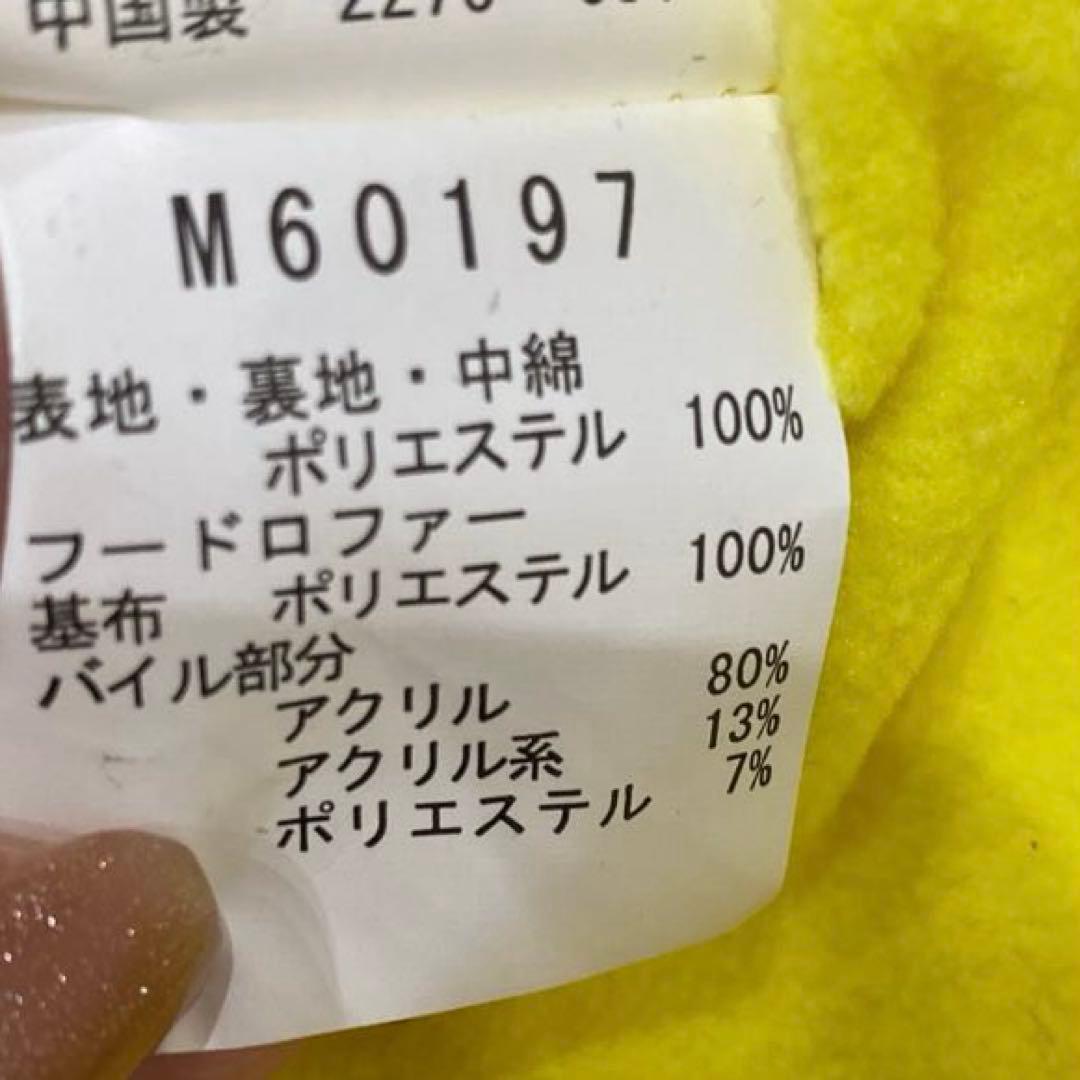 中国製
M60197
表地・裏地・中綿
ポリエステル 100%
フードロファー
基布 ポリエステル 100%
パイル部分
アクリル 80%
アクリル系 13%
ポリエステル 7%